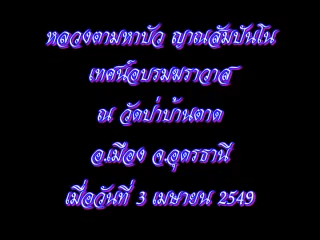 หลวงตามหาบัว ญาณสัมปันโน
เทศน์อบรมฆราวาส
ณ วัดป่าบ้านตาด
อ.เมือง จ.อุดรธานี
เมื่อวันที่ 3 เมษายน 2549